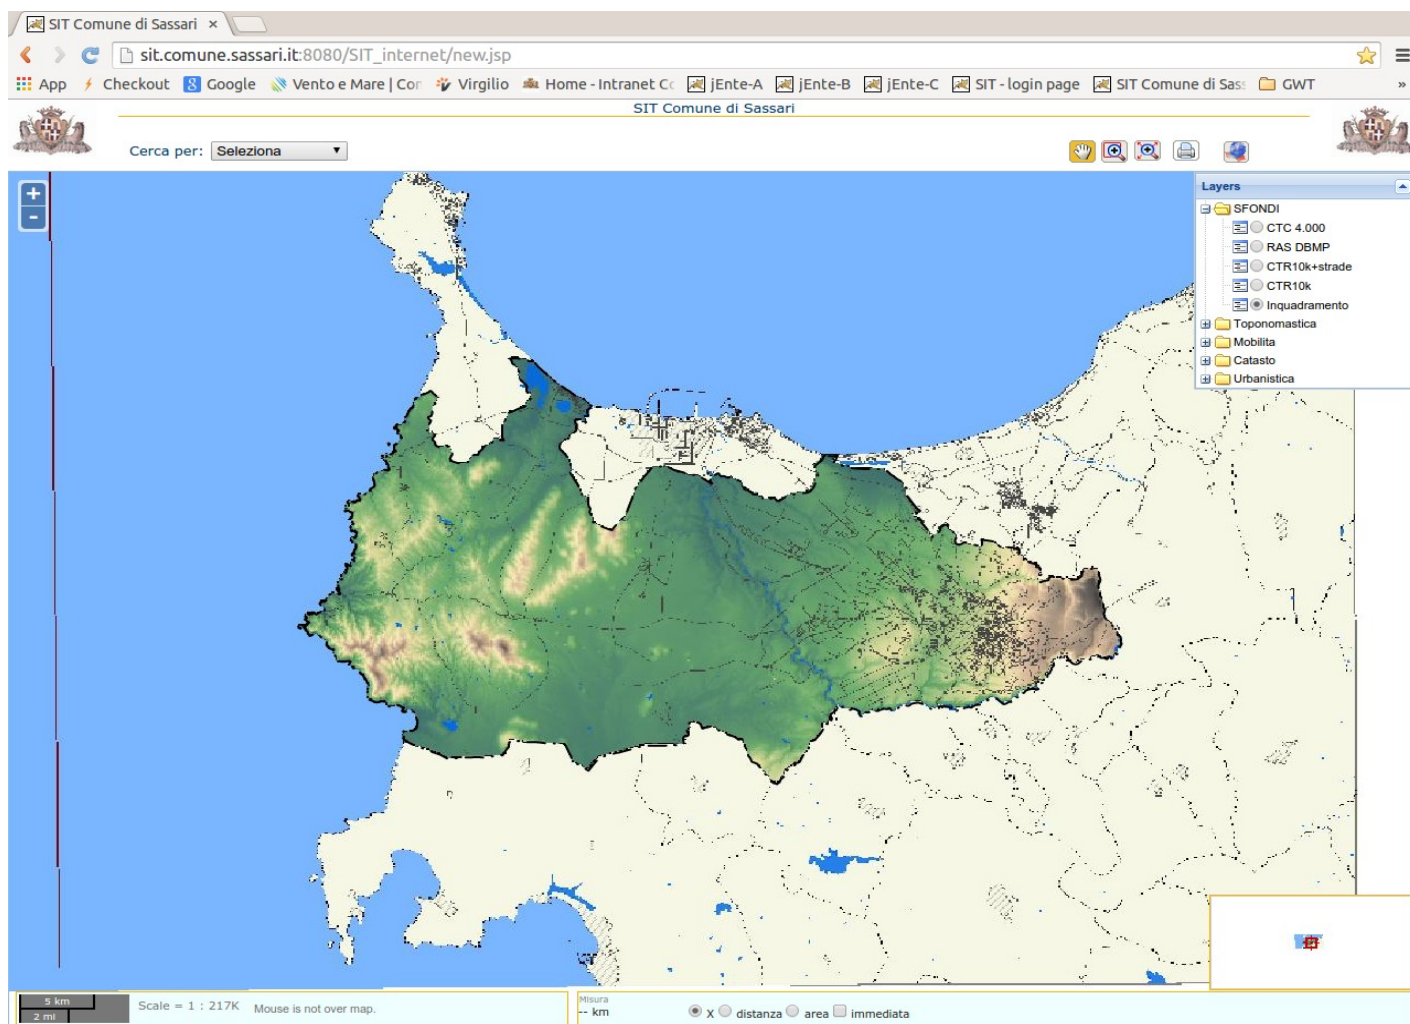 SIT Comune di Sassari ×
sit.comune.sassari.it:8080/SIT_internet/new.jsp
App Checkout Google Vento e Mare | Cor Virgilio Home - Intranet Co jEnte-A jEnte-B jEnte-C SIT - login page SIT Comune di Sass GWT »
SIT Comune di Sassari
Cerca per: Seleziona
+
-
Layers
SFONDI
CTC 4.000
RAS DBMP
CTR10k+strade
CTR10k
Inquadramento
Toponomastica
Mobilita
Catasto
Urbanistica
5 km
2 mi
Scale = 1 : 217K Mouse is not over map.
Misura
-- km X distanza area immediata